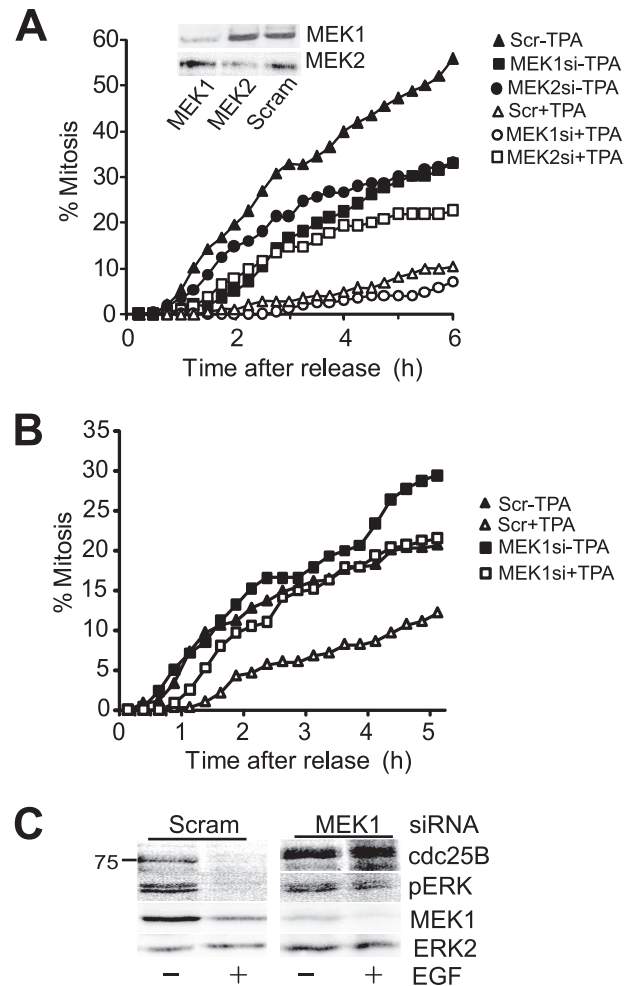 A
MEK1
MEK2
MEK1 MEK2 Scram
60
50
40
30
20
10
0
% Mitosis
0 2 4 6
Time after release (h)
Scr-TPA
MEK1si-TPA
MEK2si-TPA
Scr+TPA
MEK1si+TPA
MEK2si+TPA
B
35
30
25
20
15
10
5
0
% Mitosis
0 1 2 3 4 5
Time after relase (h)
Scr-TPA
Scr+TPA
MEK1si-TPA
MEK1si+TPA
C
Scram MEK1 siRNA
75 cdc25B
pERK
MEK1
ERK2
− + − + EGF